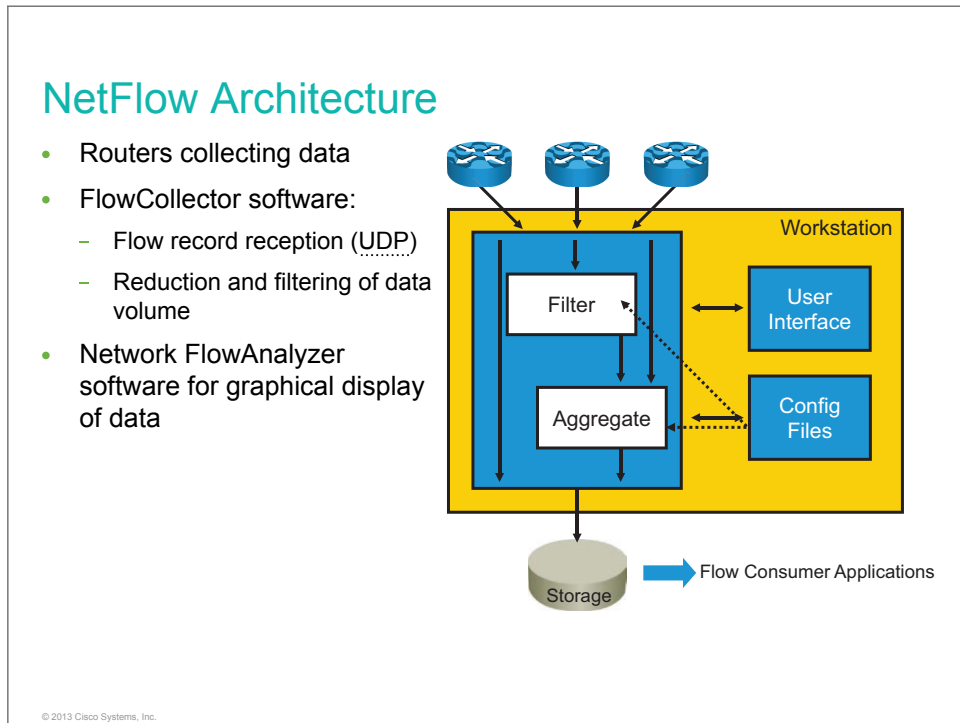 NetFlow Architecture
• Routers collecting data
• FlowCollector software:
– Flow record reception (UDP)
– Reduction and filtering of data
volume
• Network FlowAnalyzer
software for graphical display
of data
Workstation
Filter
User
Interface
Aggregate
Config
Files
Storage
Flow Consumer Applications
© 2013 Cisco Systems, Inc.